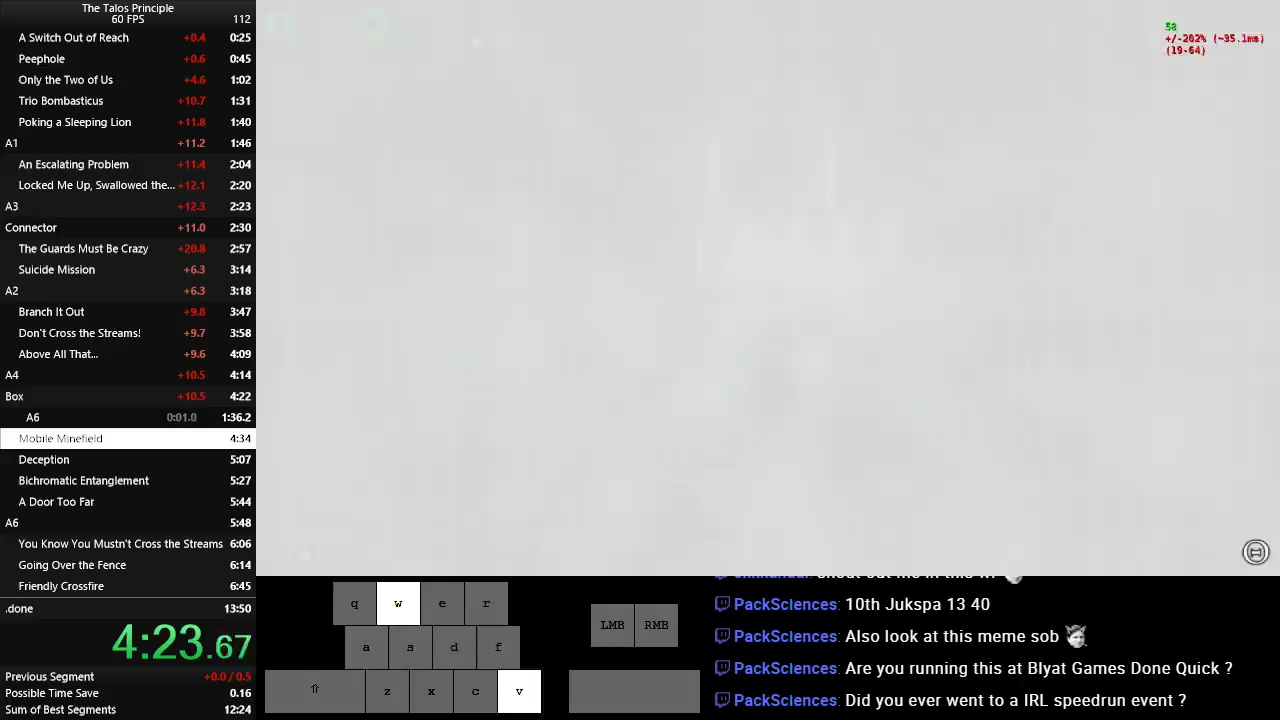 The Talos Principle
60 FPS 112
A Switch Out of Reach +0.4 0:25
Peephole +0.6 0:45
Only the Two of Us +4.6 1:02
Trio Bombasticus +10.7 1:31
Poking a Sleeping Lion +11.8 1:40
A1 +11.2 1:46
An Escalating Problem +11.4 2:04
Locked Me Up, Swallowed the... +12.1 2:20
A3 +12.3 2:23
Connector +11.0 2:30
The Guards Must Be Crazy +20.8 2:57
Suicide Mission +6.3 3:14
A2 +6.3 3:18
Branch It Out +9.8 3:47
Don't Cross the Streams! +9.7 3:58
Above All That... +9.6 4:09
A4 +10.5 4:14
Box +10.5 4:22
A6 0:01.0 1:36.2
Mobile Minefield 4:34
Deception 5:07
Bichromatic Entanglement 5:27
A Door Too Far 5:44
A6 5:48
You Know You Mustn't Cross the Streams 6:06
Going Over the Fence 6:14
Friendly Crossfire 6:45
.done 13:50
4:23.67
Previous Segment +0.0 / 0.5
Possible Time Save 0.16
Sum of Best Segments 12:24
58
+/-202% (~35.1ms)
(19-64)
q w e r
a s d f
⇧ z x c v
LMB RMB
PackSciences: 10th Jukspa 13 40
PackSciences: Also look at this meme sob
PackSciences: Are you running this at Blyat Games Done Quick ?
PackSciences: Did you ever went to a IRL speedrun event ?